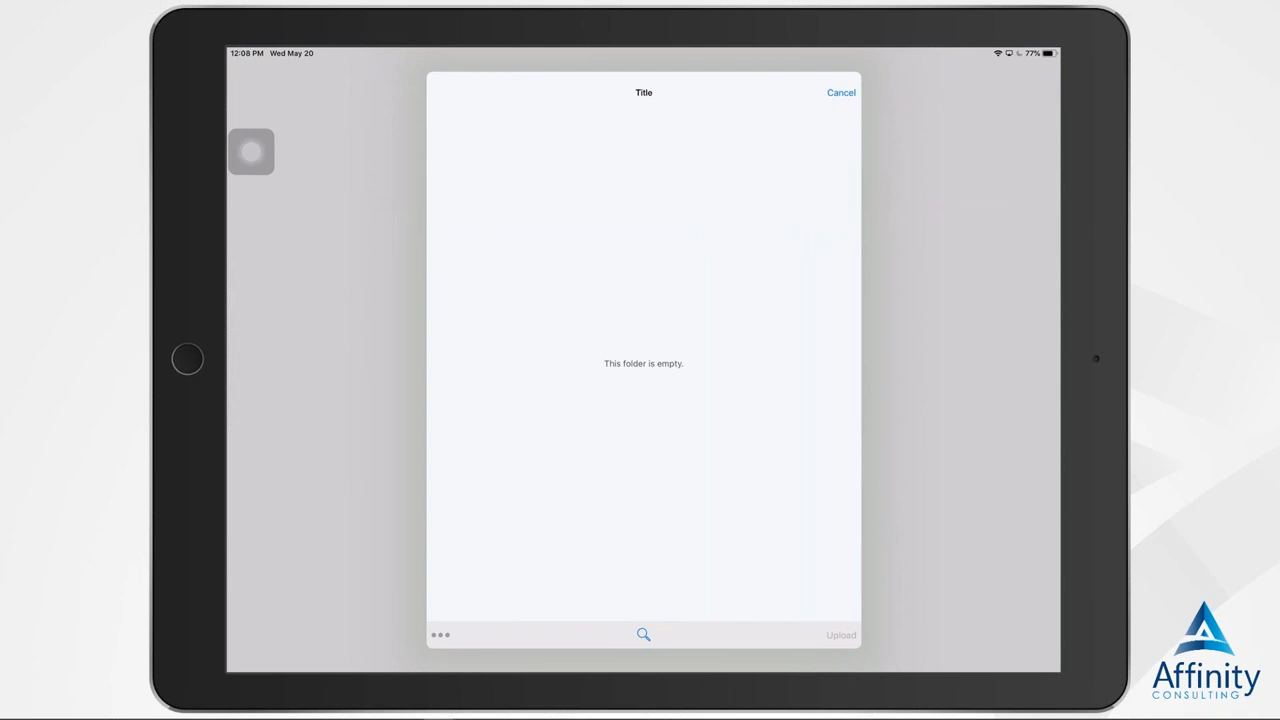 12:08 PM Wed May 20
77%
Title
Cancel
This folder is empty.
Upload
Affinity
CONSULTING